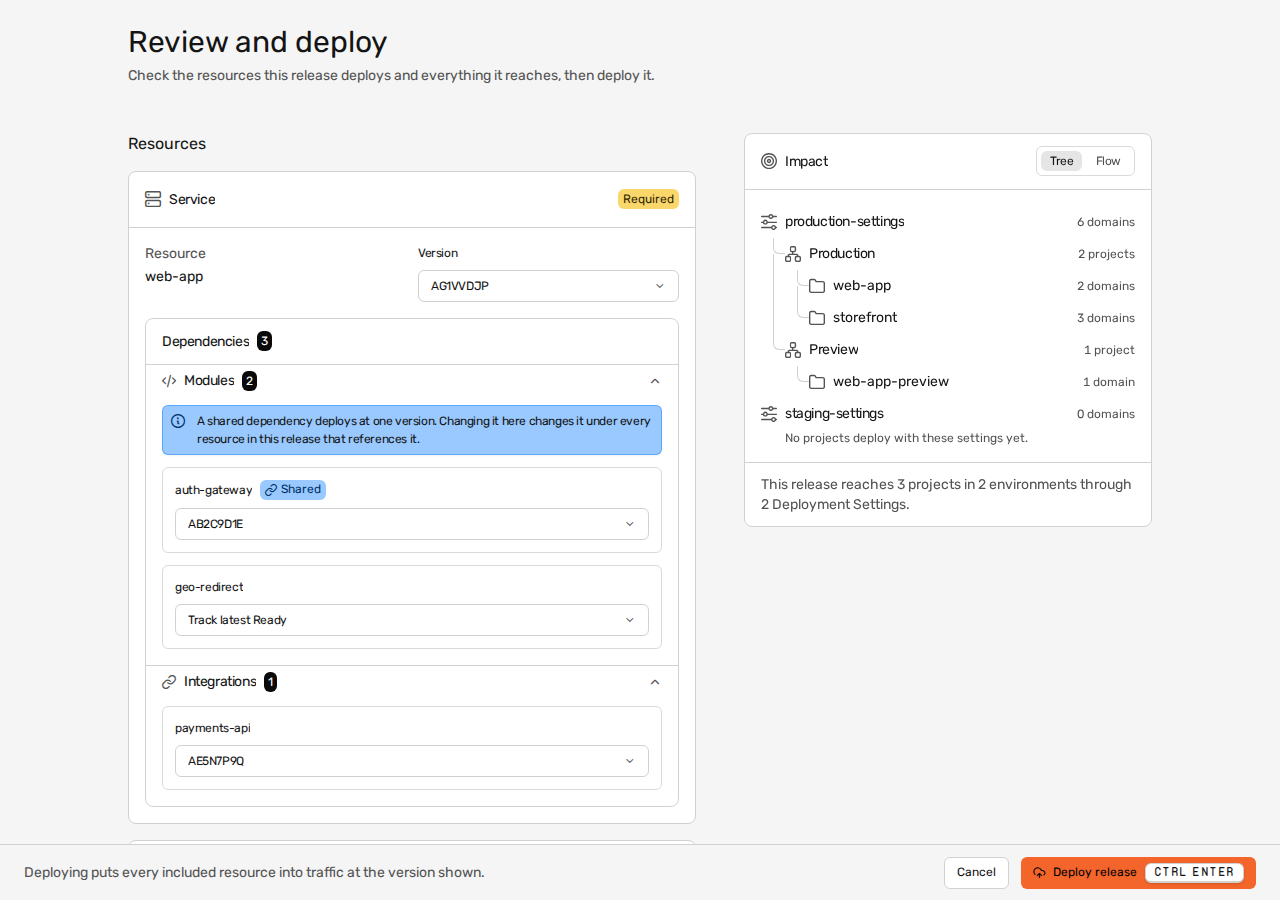 Review and deploy
Check the resources this release deploys and everything it reaches, then deploy it.
Resources
Service
Required
Resource
web-app
Version
AG1VVDJP
Dependencies 3
Modules 2
A shared dependency deploys at one version. Changing it here changes it under every
resource in this release that references it.
auth-gateway
Shared
AB2C9D1E
geo-redirect
Track latest Ready
Integrations 1
payments-api
AE5N7P9Q
Impact
Tree
Flow
production-settings 6 domains
Production 2 projects
web-app 2 domains
storefront 3 domains
Preview 1 project
web-app-preview 1 domain
staging-settings 0 domains
No projects deploy with these settings yet.
This release reaches 3 projects in 2 environments through
2 Deployment Settings.
Deploying puts every included resource into traffic at the version shown.
Cancel
Deploy release CTRL ENTER